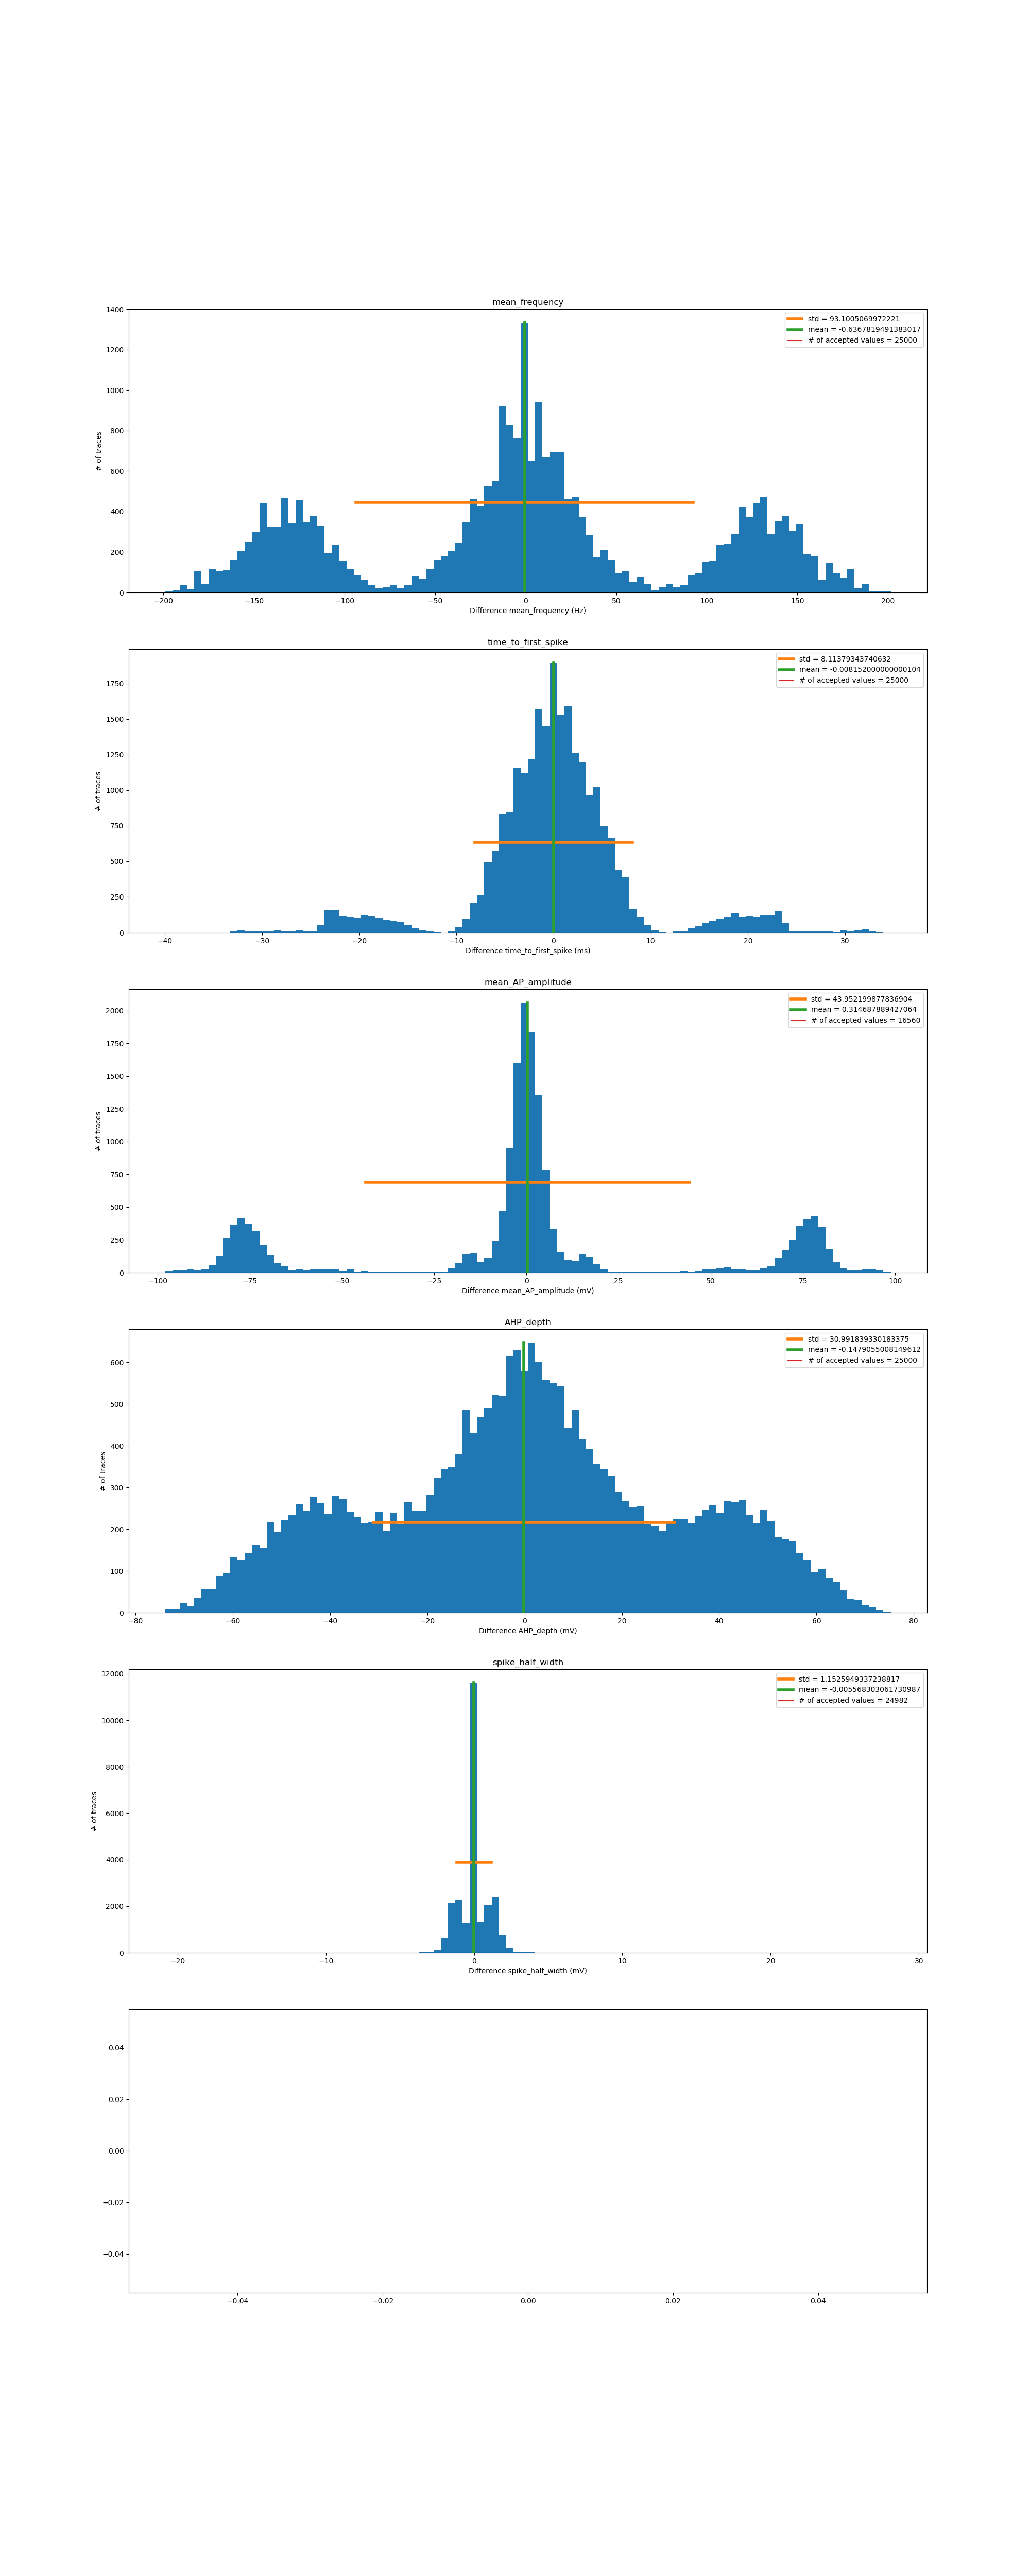 mean_frequency
1400
1200
1000
800
600
400
200
0
# of traces
std = 93.1005069972221
mean = -0.6367819491383017
# of accepted values = 25000
−200 −150 −100 −50 0 50 100 150 200
Difference mean_frequency (Hz)
time_to_first_spike
1750
1500
1250
1000
750
500
250
0
# of traces
std = 8.11379343740632
mean = -0.008152000000000104
# of accepted values = 25000
−40 −30 −20 −10 0 10 20 30
Difference time_to_first_spike (ms)
mean_AP_amplitude
2000
1750
1500
1250
1000
750
500
250
0
# of traces
std = 43.952199877836904
mean = 0.314687889427064
# of accepted values = 16560
−100 −75 −50 −25 0 25 50 75 100
Difference mean_AP_amplitude (mV)
AHP_depth
600
500
400
300
200
100
0
# of traces
std = 30.991839330183375
mean = -0.1479055008149612
# of accepted values = 25000
−80 −60 −40 −20 0 20 40 60 80
Difference AHP_depth (mV)
spike_half_width
12000
10000
8000
6000
4000
2000
0
# of traces
std = 1.1525949337238817
mean = -0.005568303061730987
# of accepted values = 24982
−20 −10 0 10 20 30
Difference spike_half_width (mV)
0.04
0.02
0.00
−0.02
−0.04
−0.04 −0.02 0.00 0.02 0.04